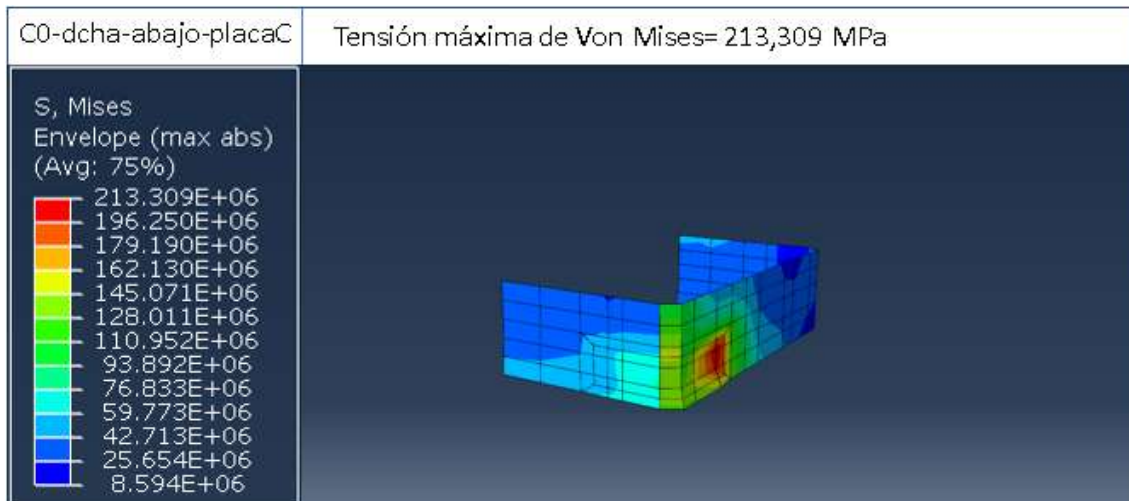 C0-dcha-abajo-placaC
Tensión máxima de Von Mises= 213,309 MPa
S, Mises
Envelope (max abs)
(Avg: 75%)
213.309E+06
196.250E+06
179.190E+06
162.130E+06
145.071E+06
128.011E+06
110.952E+06
93.892E+06
76.833E+06
59.773E+06
42.713E+06
25.654E+06
8.594E+06